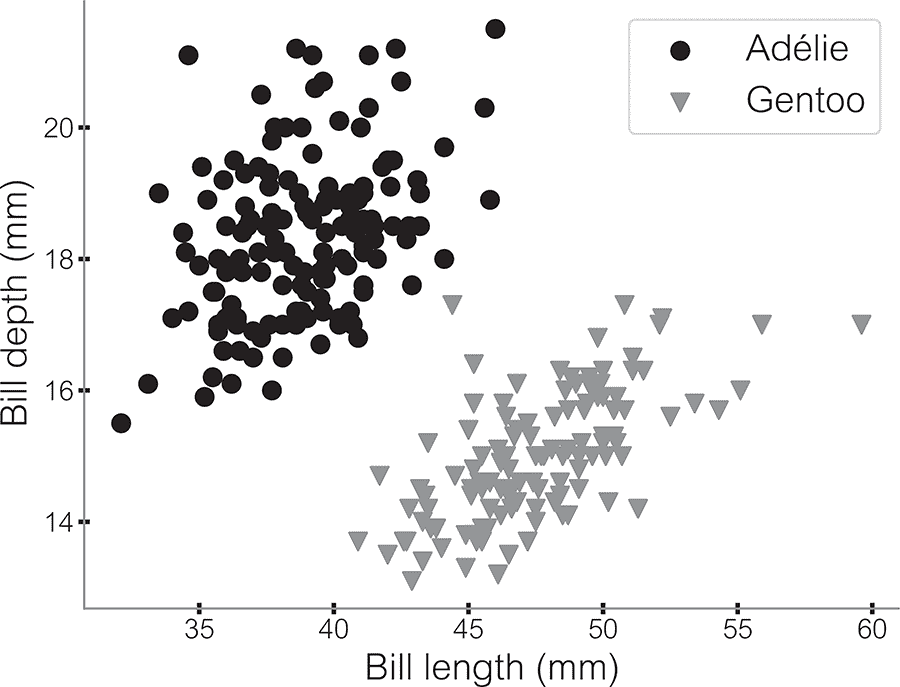 Adélie
Gentoo
Bill depth (mm)
20
18
16
14
35 40 45 50 55 60
Bill length (mm)